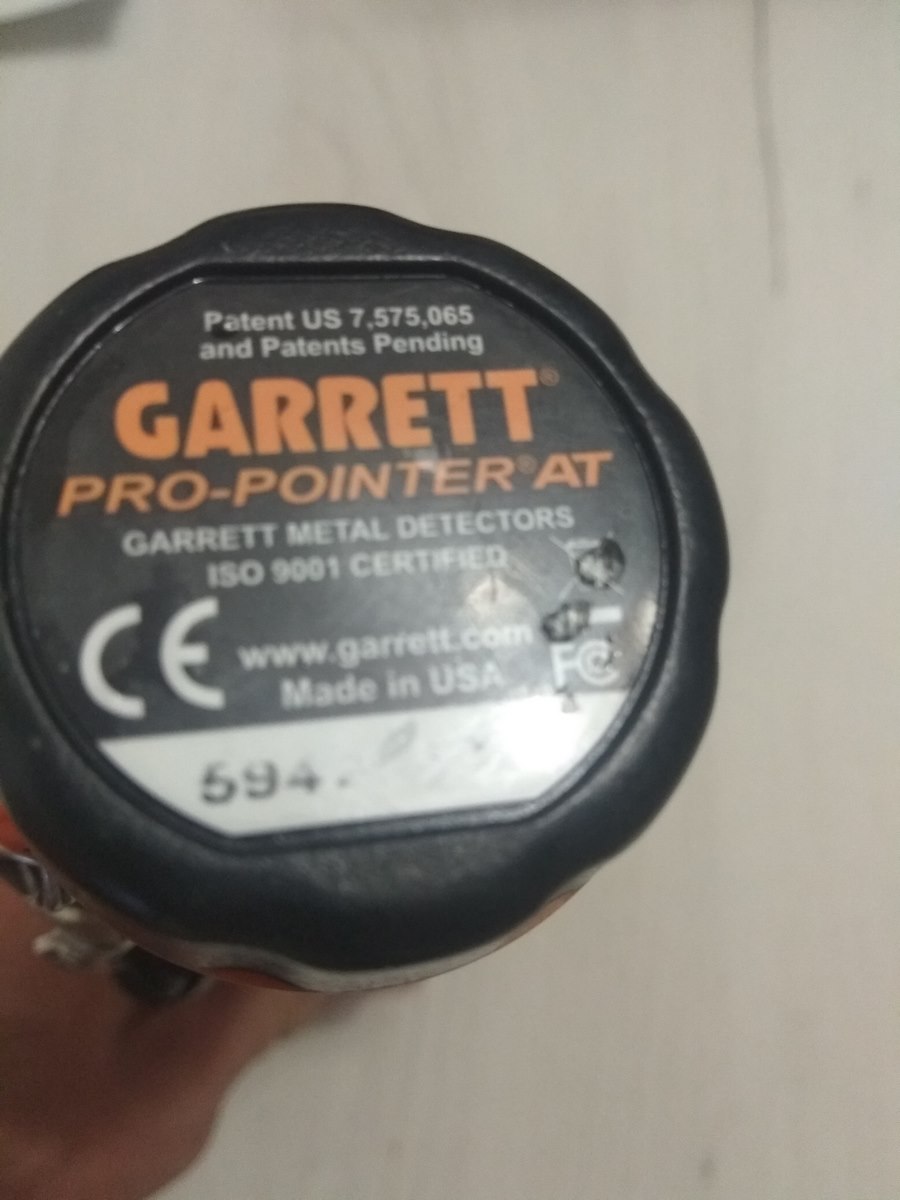 Patent US 7,575,065
and Patents Pending
GARRETT®
PRO-POINTER® AT
GARRETT METAL DETECTORS
ISO 9001 CERTIFIED
CE www.garrett.com FC
Made in USA
594